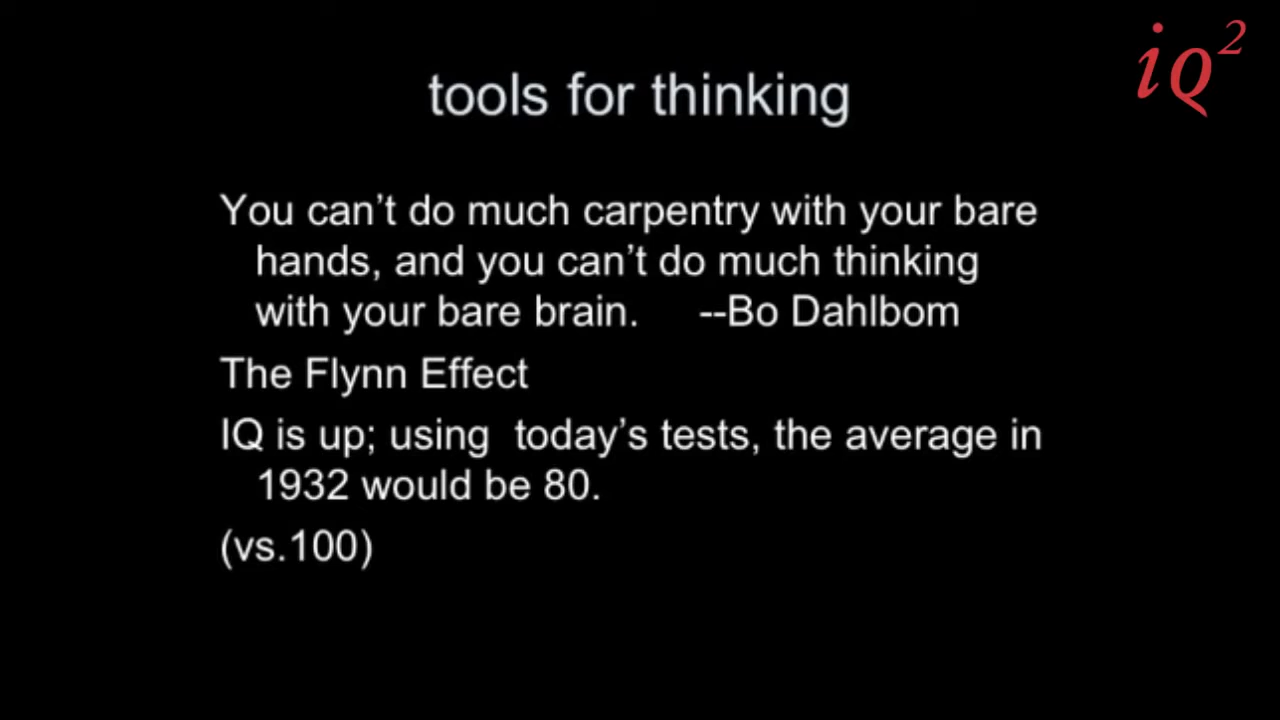 iq²
tools for thinking
You can't do much carpentry with your bare
hands, and you can't do much thinking
with your bare brain. --Bo Dahlbom
The Flynn Effect
IQ is up; using today's tests, the average in
1932 would be 80.
(vs.100)